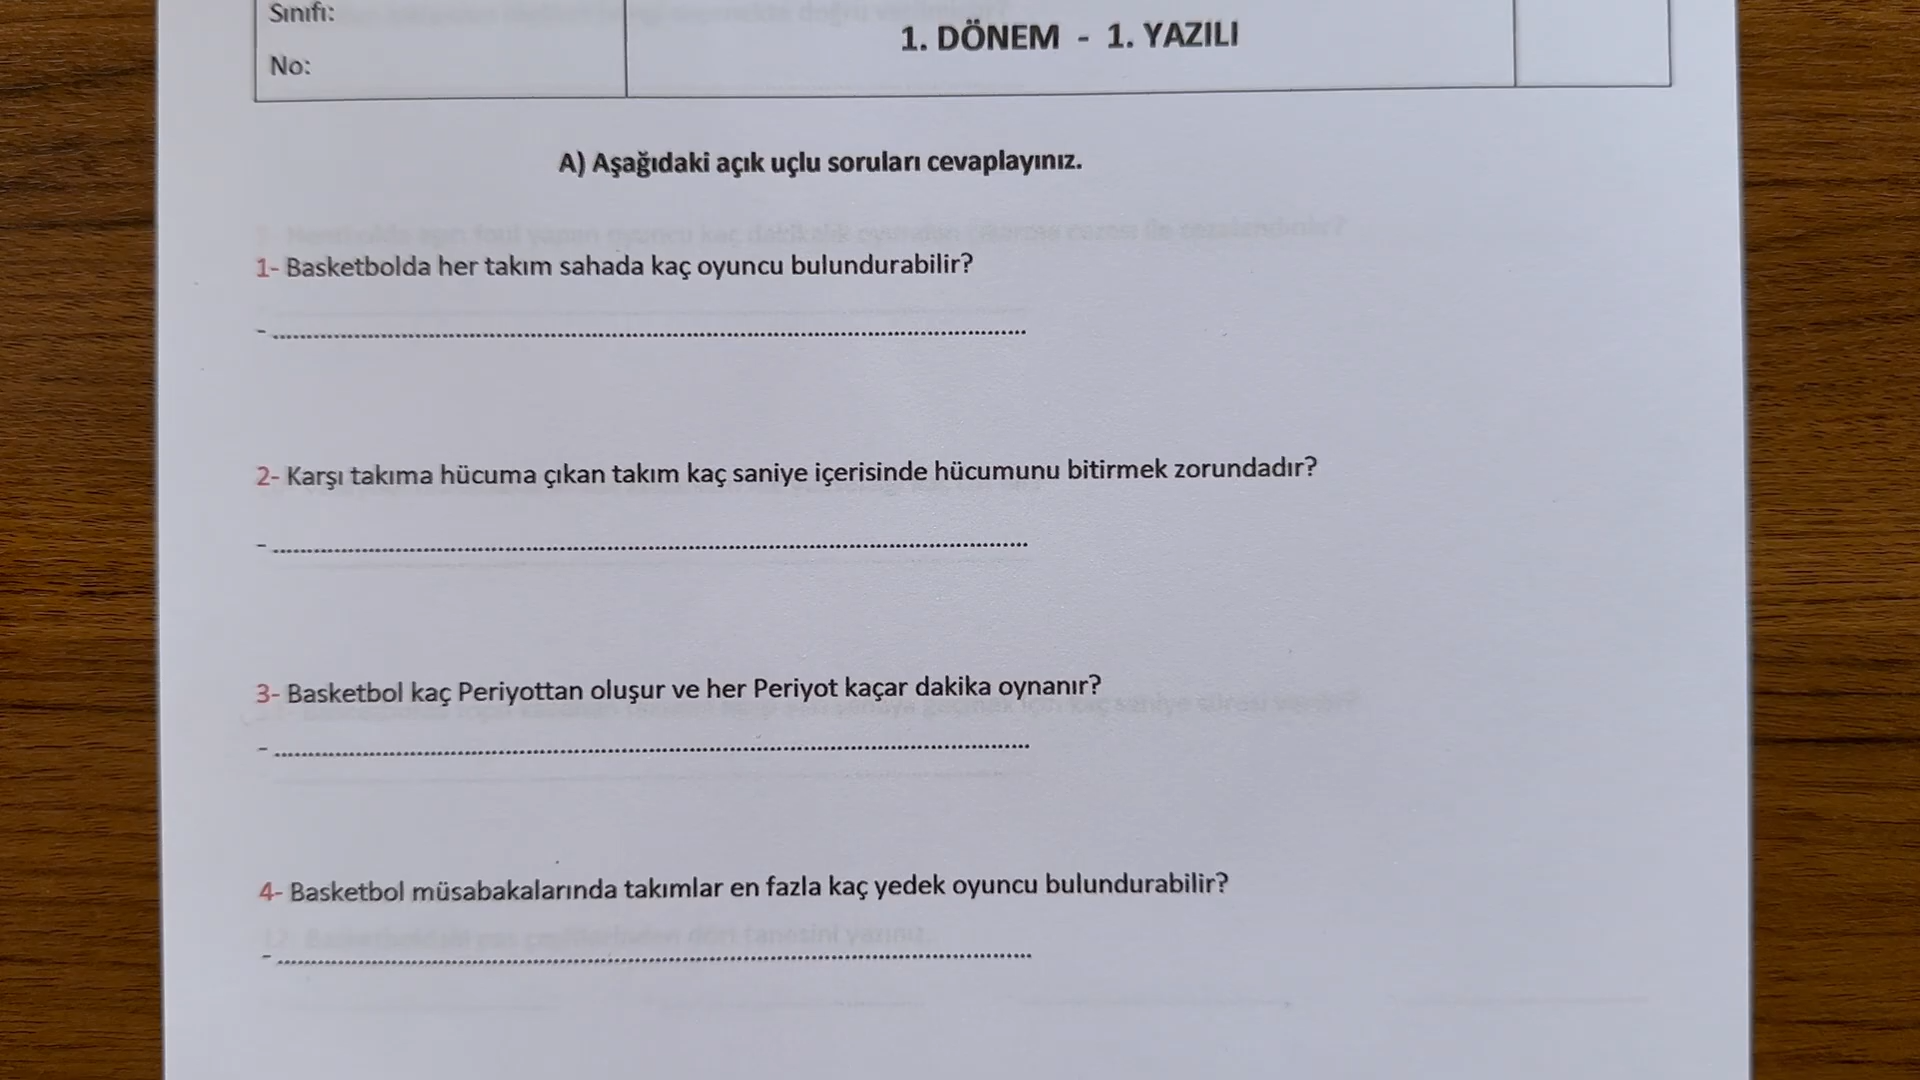 Sınıfı:
1. DÖNEM - 1. YAZILI
No:
A) Aşağıdaki açık uçlu soruları cevaplayınız.
1- Basketbolda her takım sahada kaç oyuncu bulundurabilir?
- ........................................................................
2- Karşı takıma hücuma çıkan takım kaç saniye içerisinde hücumunu bitirmek zorundadır?
- ........................................................................
3- Basketbol kaç Periyottan oluşur ve her Periyot kaçar dakika oynanır?
- ........................................................................
4- Basketbol müsabakalarında takımlar en fazla kaç yedek oyuncu bulundurabilir?
- ........................................................................